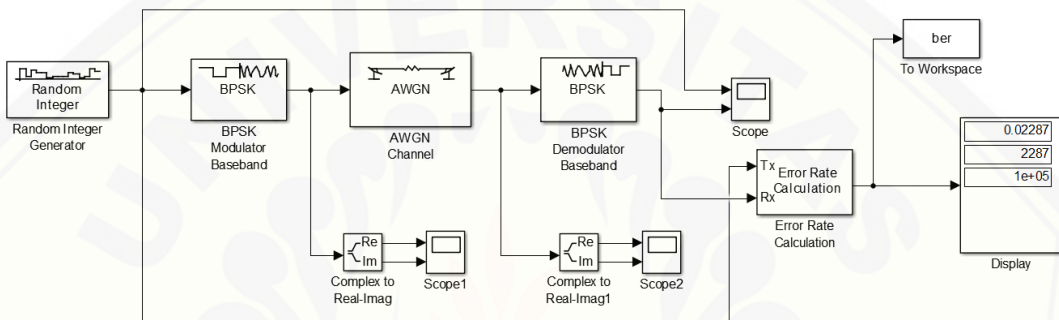 Random
Integer
Random Integer
Generator
BPSK
BPSK
Modulator
Baseband
AWGN
AWGN
Channel
BPSK
BPSK
Demodulator
Baseband
Scope
ber
To Workspace
Tx
Rx
Error Rate
Calculation
Error Rate
Calculation
0.02287
2287
1e+05
Display
Re
Im
Complex to
Real-Imag
Scope1
Re
Im
Complex to
Real-Imag1
Scope2
UNIVERSITAS